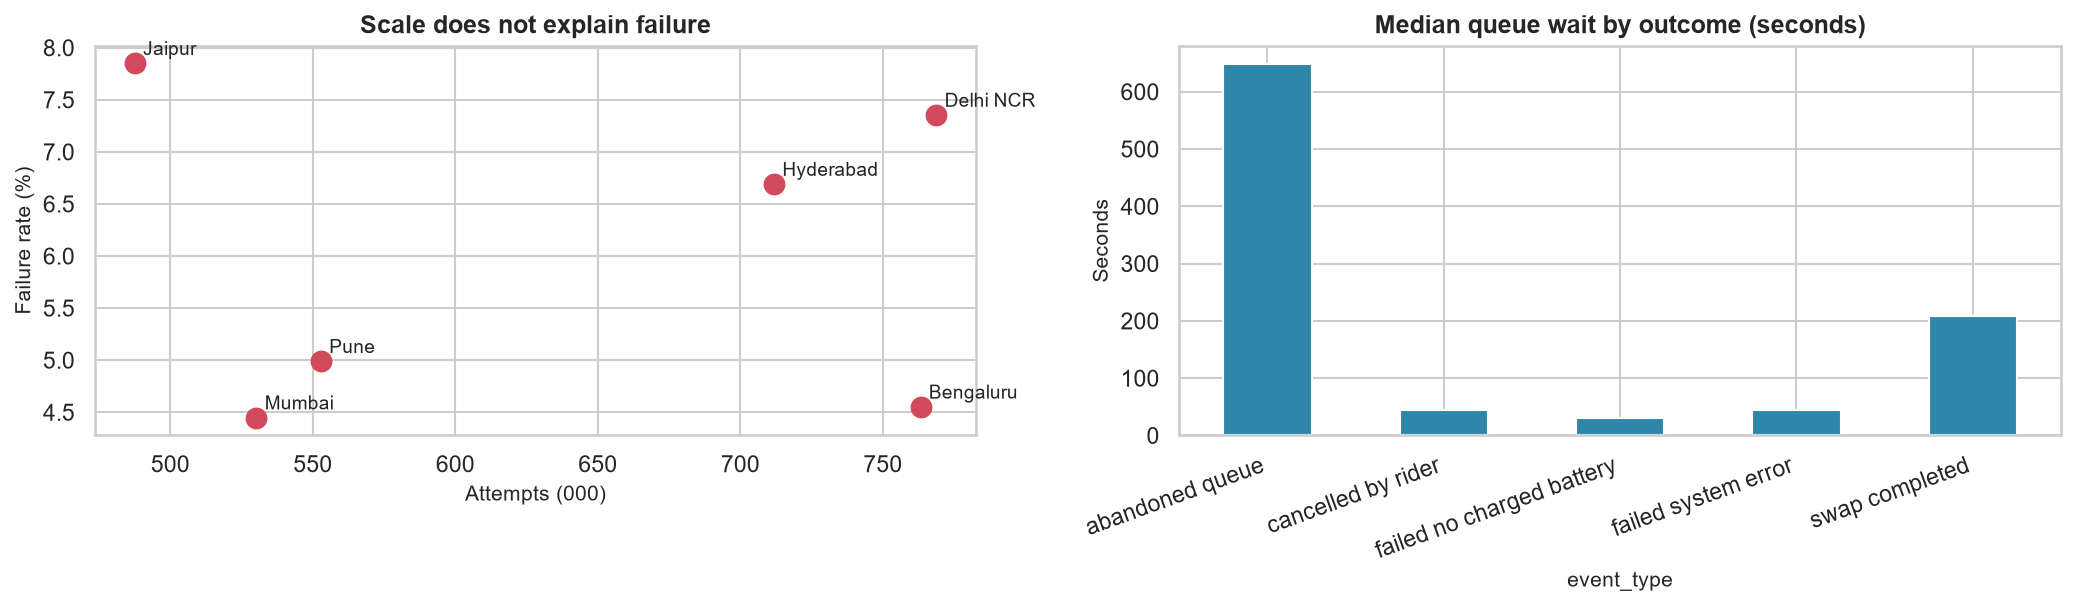 Scale does not explain failure
8.0
7.5
7.0
6.5
6.0
5.5
5.0
4.5
Failure rate (%)
Jaipur
Delhi NCR
Hyderabad
Pune
Mumbai
Bengaluru
500
550
600
650
700
750
Attempts (000)
Median queue wait by outcome (seconds)
600
500
400
300
200
100
0
Seconds
abandoned queue
cancelled by rider
failed no charged battery
failed system error
swap completed
event_type